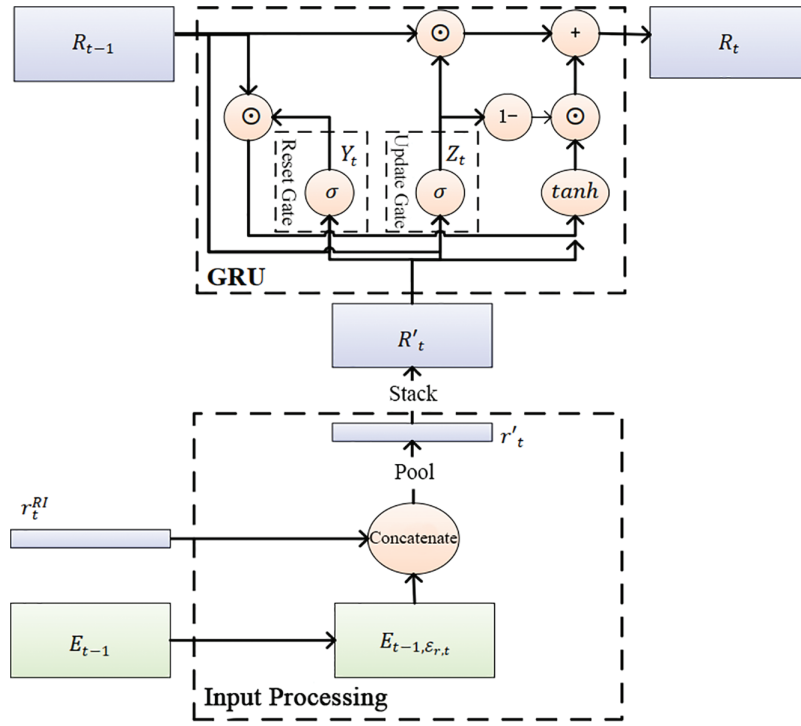 R_{t−1}
⊙
+
R_t
⊙
1−
⊙
Reset Gate
Y_t
σ
Update Gate
Z_t
σ
tanh
GRU
R'_t
Stack
r'_t
Pool
r_t^{RI}
Concatenate
E_{t−1}
E_{t−1,ε_{r,t}}
Input Processing